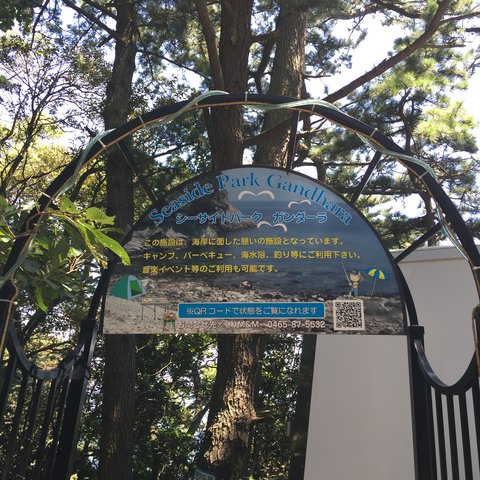 Seaside Park Gandhara
シーサイドパーク ガンダーラ
この施設は、海岸に面した憩いの施設となっています。
キャンプ、バーベキュー、海水浴、釣り等にご利用下さい。
音楽イベント等のご利用も可能です。
※QRコードで状態をご覧になれます
M&M 0465-87-5532